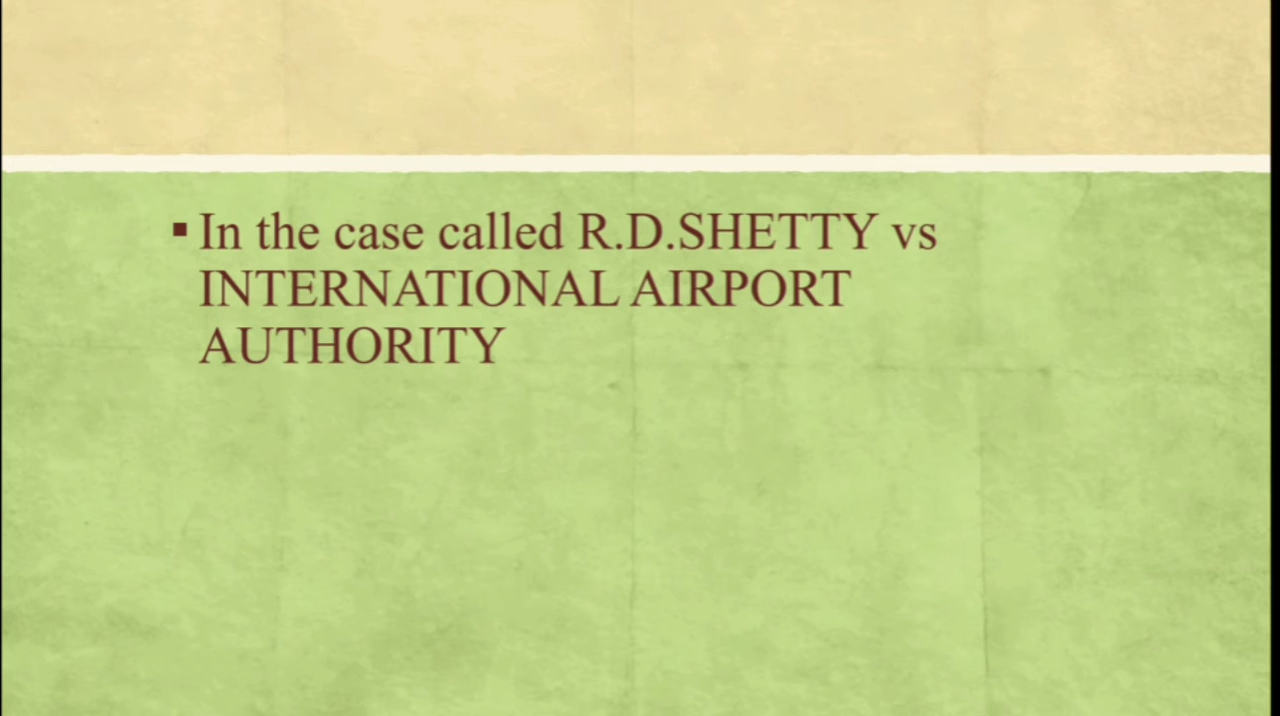 ▪ In the case called R.D.SHETTY vs
INTERNATIONAL AIRPORT
AUTHORITY